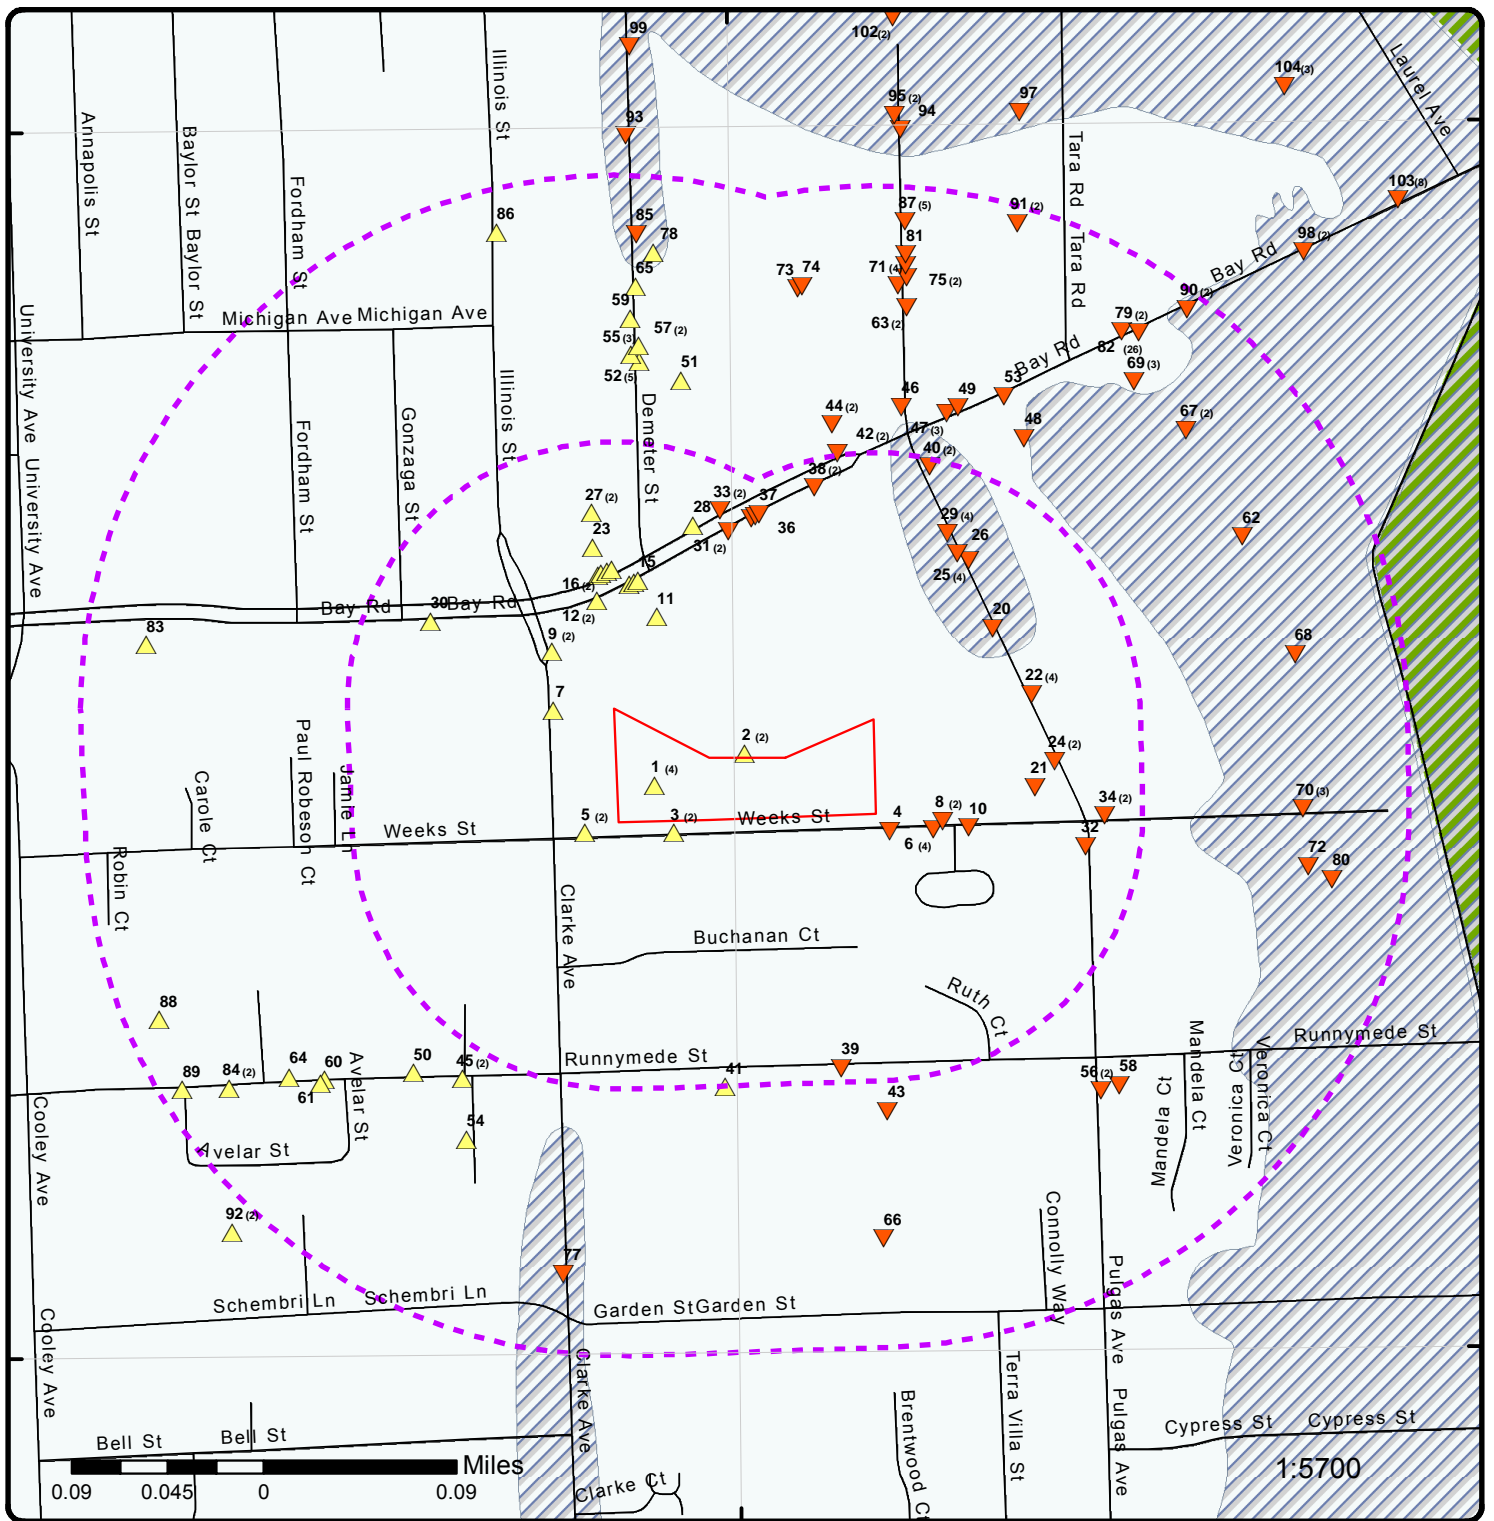 99
102(2)
104(3)
Laurel Ave
Illinois St
95(2)
94
97
93
Annapolis St
Baylor St
Baylor St
Fordham St
Tara Rd
103(8)
86
85
78
87(5)
91(2)
81
98(2)
Bay Rd
Tara Rd
65
73
74
71(4)
75(2)
90(2)
59
63(2)
79(2)
University Ave
Michigan Ave
Michigan Ave
57(2)
55(3)
82
(26)
Bay Rd
51
52(5)
69(3)
Illinois St
Demeter St
53
46
49
Gonzaga St
Fordham St
44(2)
67(2)
48
42(2)
47(3)
40(2)
University Ave
38(2)
27(2)
33(2)
37
28
36
62
23
31(2)
29(4)
26
15
25(4)
16(2)
Bay Rd
30
Bay Rd
12(2)
11
20
83
9 (2)
68
22(4)
7
Paul Robeson Ct
2 (2)
24(2)
Carole Ct
Jamie Ln
1 (4)
21
70(3)
34(2)
Weeks St
5 (2)
3(2)
Weeks St
4
8 (2)
10
6 (4)
32
72
80
Robin Ct
Clarke Ave
Buchanan Ct
Ruth Ct
88
Mandela Ct
Runnymede St
Veronica Ct
Veronica Ct
Runnymede St
39
89
84(2)
64
60
50
45(2)
61
41
56(2)
58
Avelar St
Mandela Ct
43
Cooley Ave
54
Avelar St
92(2)
66
Connolly Way
77
Pulgas Ave
Schembri Ln
Schembri Ln
Garden St
Garden St
Cooley Ave
Clarke Ave
Terra Villa St
Brentwood Ct
Pulgas Ave
Cypress St
Cypress St
Bell St
Bell St
Miles
0.09
0.045
0
0.09
Clarke Ct
1:5700